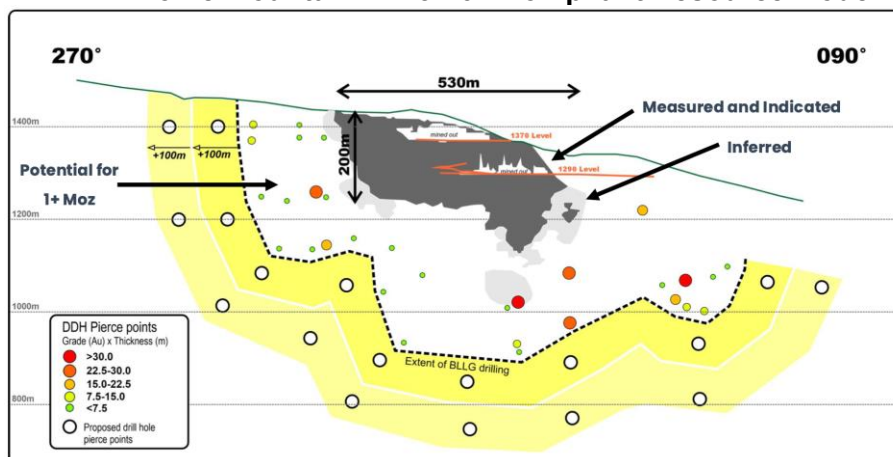 270°
090°
530m
Measured and Indicated
1400m
mined out
1370 Level
+100m
+100m
200m
Inferred
Potential for
1+ Moz
mined out
1290 Level
1200m
1000m
DDH Pierce points
Grade (Au) x Thickness (m)
>30.0
22.5-30.0
15.0-22.5
7.5-15.0
<7.5
Proposed drill hole
pierce points
Extent of BLLG drilling
800m